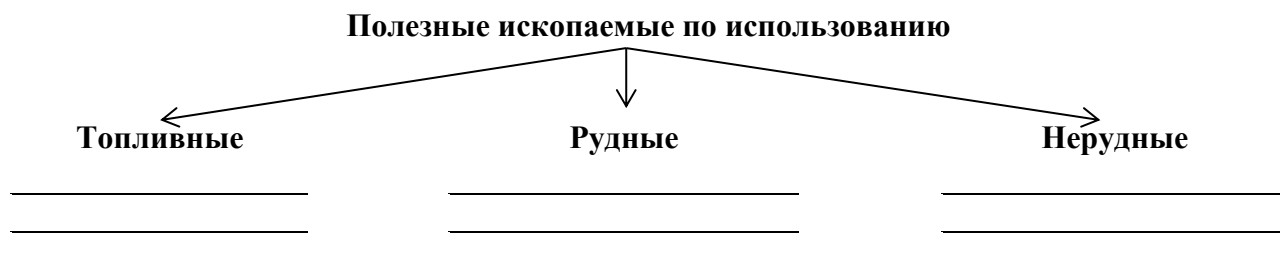 Полезные ископаемые по использованию
Топливные Рудные Нерудные